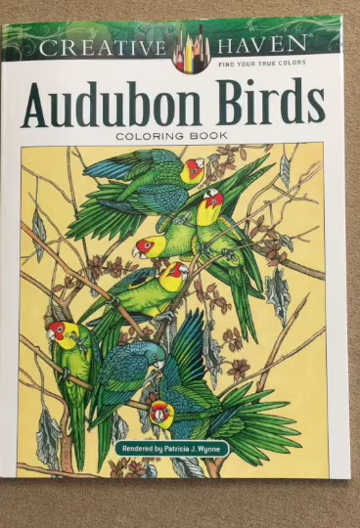 CREATIVE HAVEN®
FIND YOUR TRUE COLORS
Audubon Birds
COLORING BOOK
Rendered by Patricia J. Wynne